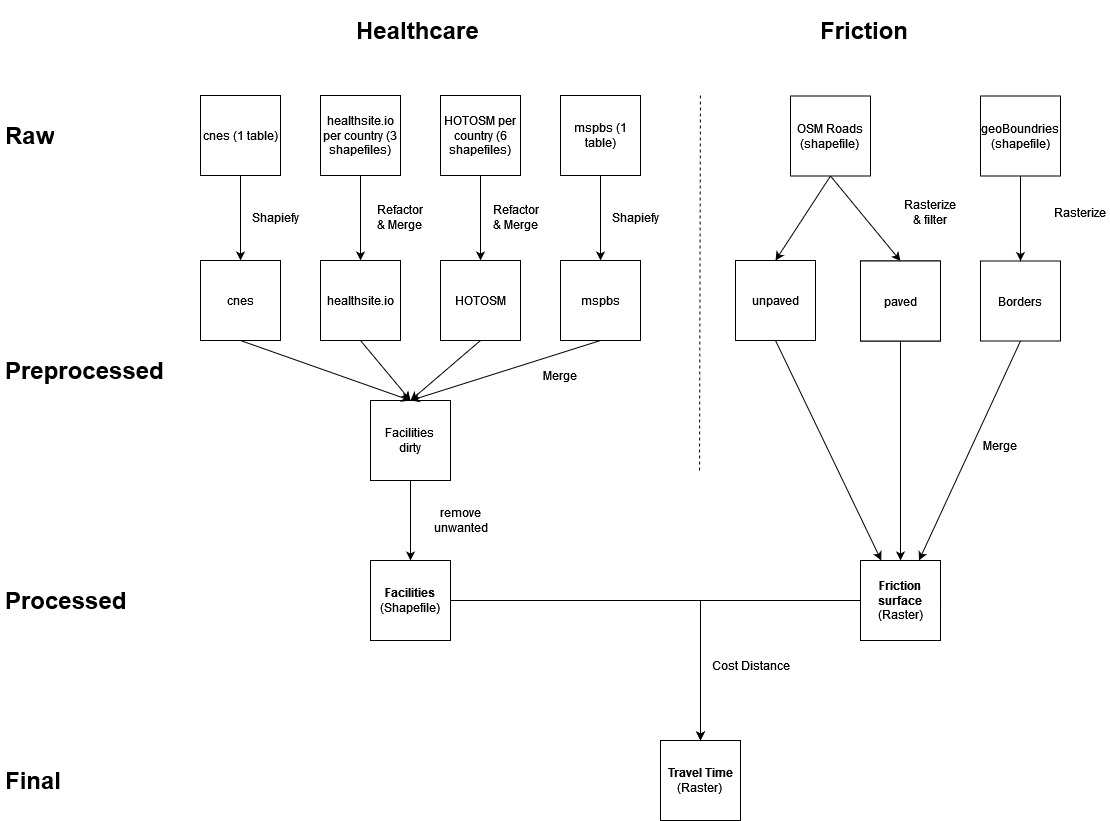 Healthcare
Friction
Raw
cnes (1 table)
healthsite.io
per country (3
shapefiles)
HOTOSM per
country (6
shapefiles)
mspbs (1
table)
OSM Roads
(shapefile)
geoBoundries
(shapefile)
Shapiefy
Refactor
& Merge
Refactor
& Merge
Shapiefy
Rasterize
& filter
Rasterize
cnes
healthsite.io
HOTOSM
mspbs
unpaved
paved
Borders
Preprocessed
Merge
Facilities
dirty
Merge
remove
unwanted
Processed
Facilities
(Shapefile)
Friction
surface
(Raster)
Cost Distance
Final
Travel Time
(Raster)